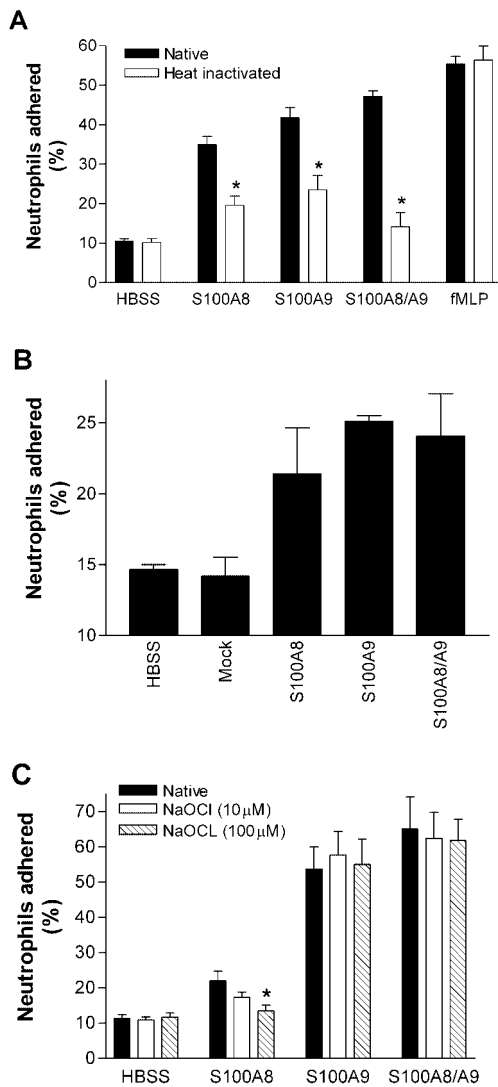 A
Neutrophils adhered
(%)
60
50
40
30
20
10
0
Native
Heat inactivated
*
*
*
HBSS
S100A8
S100A9
S100A8/A9
fMLP
B
Neutrophils adhered
(%)
25
20
15
10
HBSS
Mock
S100A8
S100A9
S100A8/A9
C
Neutrophils adhered
(%)
70
60
50
40
30
20
10
0
Native
NaOCl (10μM)
NaOCL (100μM)
*
HBSS
S100A8
S100A9
S100A8/A9